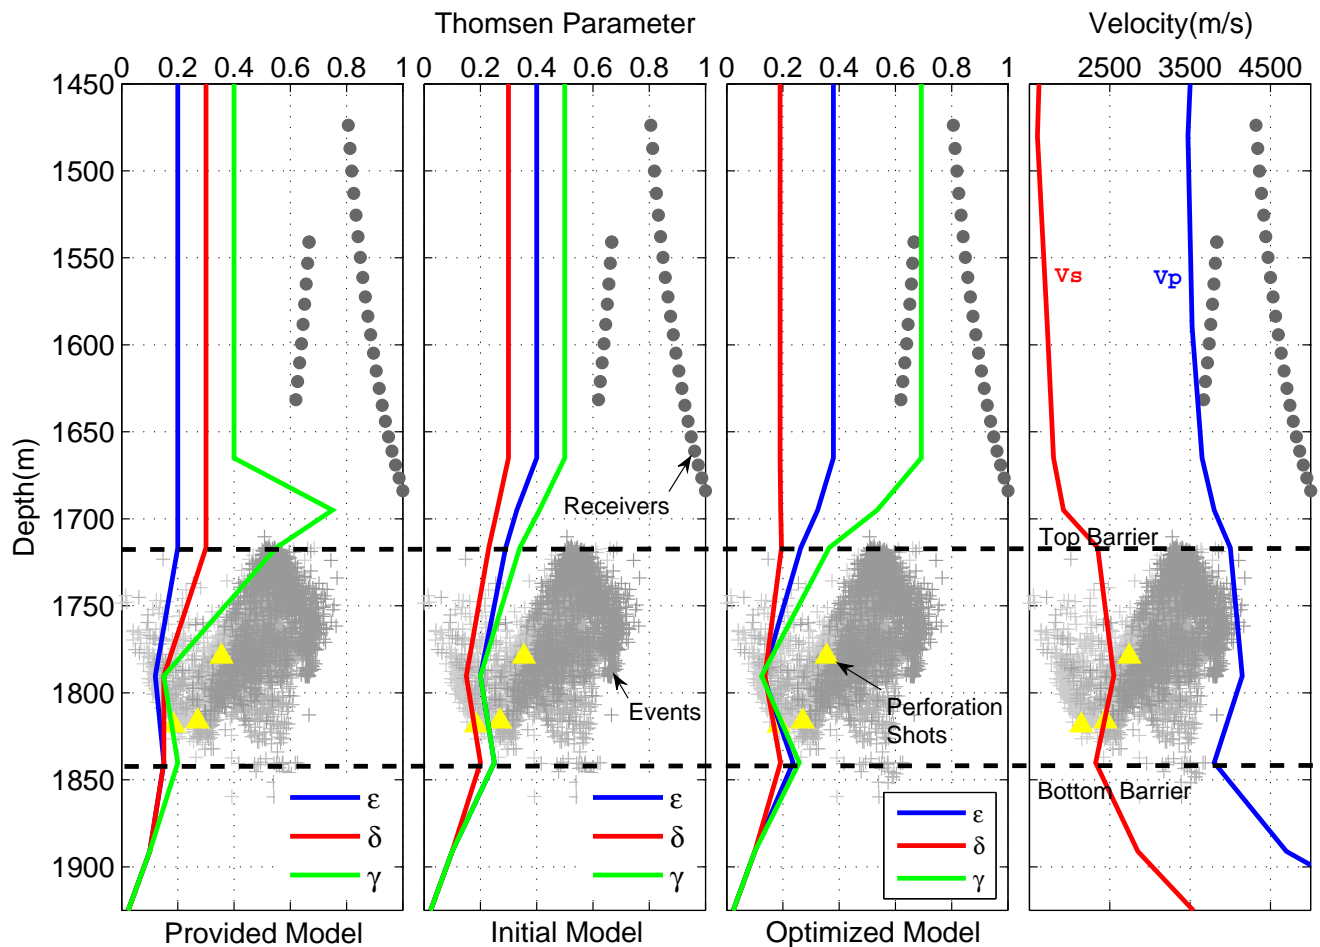 Thomsen Parameter
Velocity(m/s)
0 0.2 0.4 0.6 0.8 1
0 0.2 0.4 0.6 0.8 1
0.2 0.4 0.6 0.8 1
2500 3500 4500
1450
1500
1550
1600
1650
1700
1750
1800
1850
1900
Depth(m)
Vs
Vp
Receivers
Top Barrier
Events
Perforation
Shots
Bottom Barrier
ε
δ
γ
ε
δ
γ
ε
δ
γ
Provided Model
Initial Model
Optimized Model